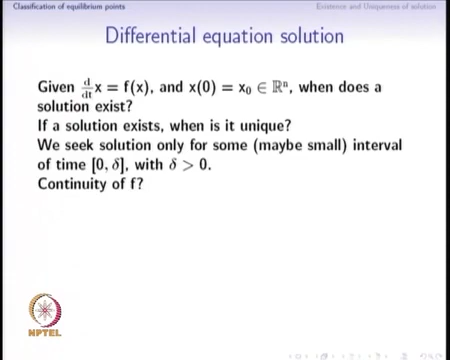 Classification of equilibrium points Existence and Uniqueness of solution
Differential equation solution
Given d/dt x = f(x), and x(0) = x₀ ∈ ℝⁿ, when does a
solution exist?
If a solution exists, when is it unique?
We seek solution only for some (maybe small) interval
of time [0, δ], with δ > 0.
Continuity of f?
NPTEL